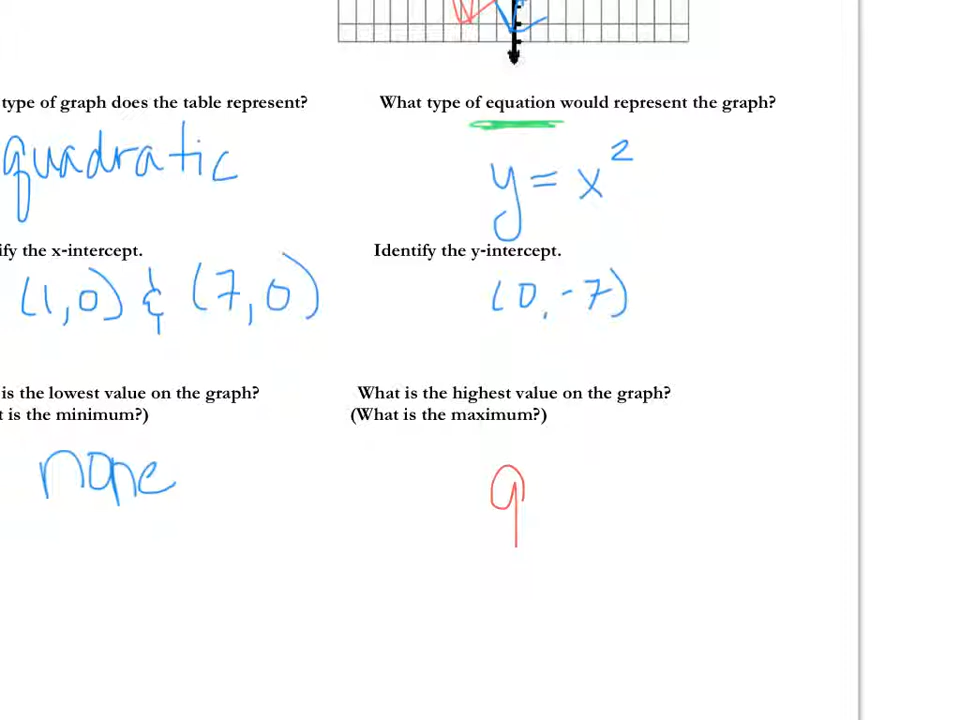 type of graph does the table represent?
What type of equation would represent the graph?
quadratic
y = x²
ify the x-intercept.
Identify the y-intercept.
(1,0) & (7,0)
(0,-7)
is the lowest value on the graph?
What is the highest value on the graph?
t is the minimum?)
(What is the maximum?)
none
9